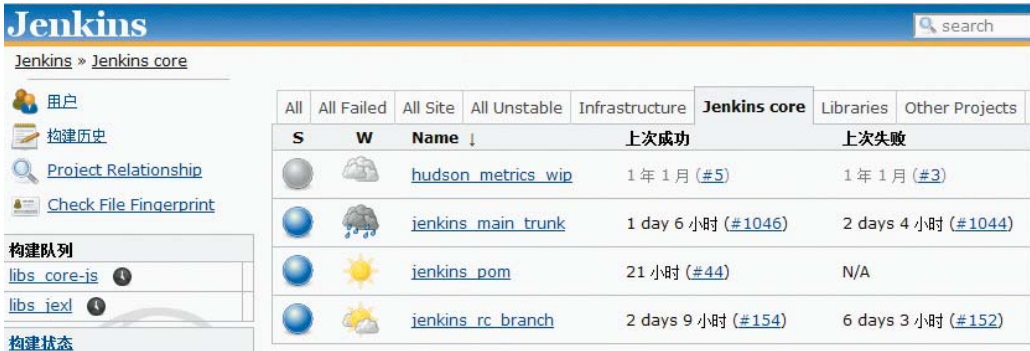 Jenkins
search
Jenkins » Jenkins core
用户
构建历史
Project Relationship
Check File Fingerprint
构建队列
libs_core-js
libs_jexl
构建状态
All All Failed All Site All Unstable Infrastructure Jenkins core Libraries Other Projects
S W Name ↓ 上次成功 上次失败
hudson_metrics_wip 1 年 1 月 (#5) 1 年 1 月 (#3)
jenkins_main_trunk 1 day 6 小时 (#1046) 2 days 4 小时 (#1044)
jenkins_pom 21 小时 (#44) N/A
jenkins_rc_branch 2 days 9 小时 (#154) 6 days 3 小时 (#152)